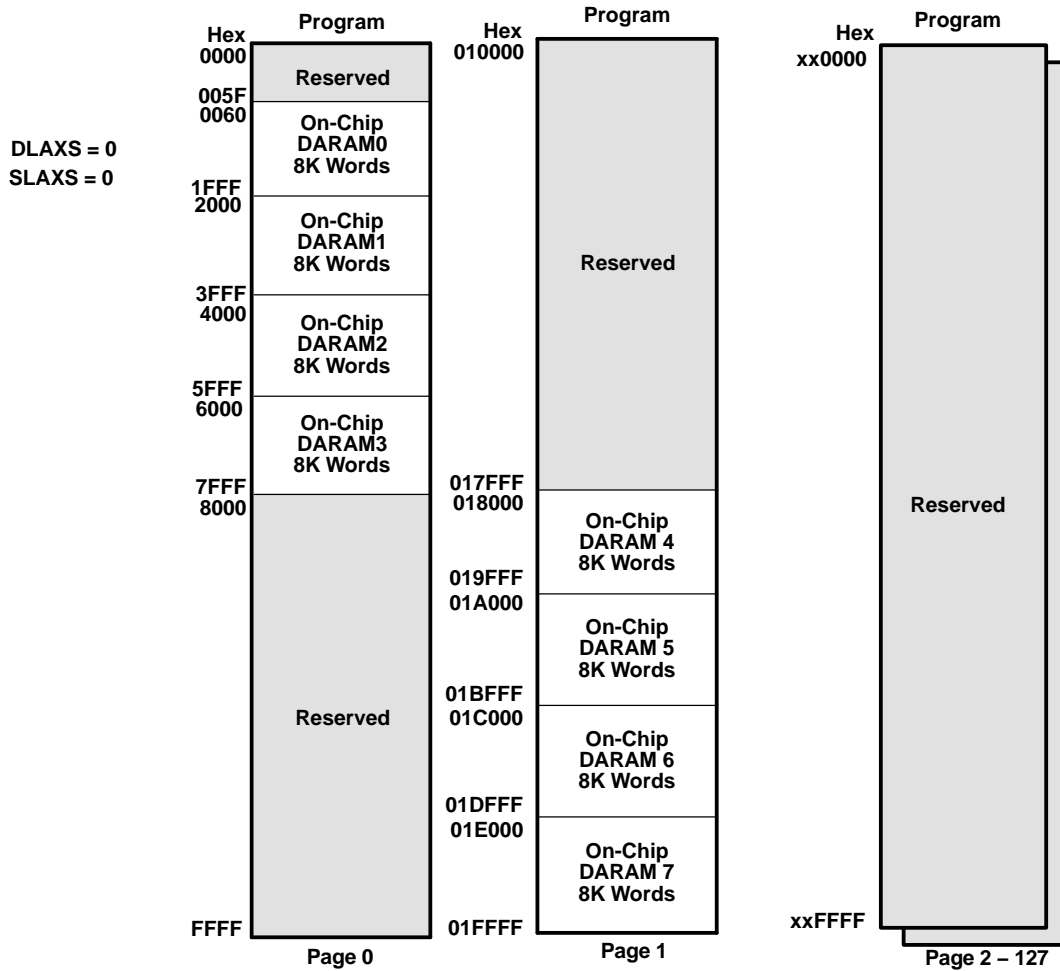 DLAXS = 0
SLAXS = 0
Program
Hex
0000
Reserved
005F
0060
On-Chip
DARAM0
8K Words
1FFF
2000
On-Chip
DARAM1
8K Words
3FFF
4000
On-Chip
DARAM2
8K Words
5FFF
6000
On-Chip
DARAM3
8K Words
7FFF
8000
Reserved
FFFF
Page 0
Program
Hex
010000
Reserved
017FFF
018000
On-Chip
DARAM 4
8K Words
019FFF
01A000
On-Chip
DARAM 5
8K Words
01BFFF
01C000
On-Chip
DARAM 6
8K Words
01DFFF
01E000
On-Chip
DARAM 7
8K Words
01FFFF
Page 1
Program
Hex
xx0000
Reserved
xxFFFF
Page 2 – 127